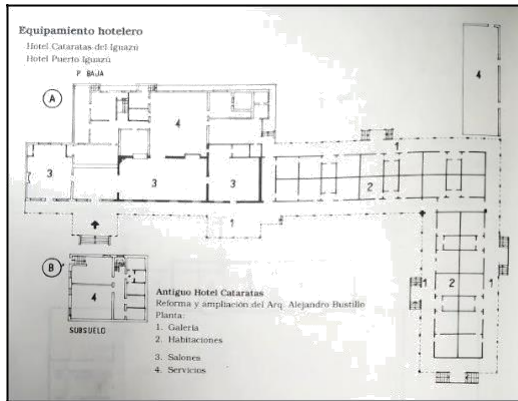 Equipamiento hotelero
Hotel Cataratas del Iguazú
Hotel Puerto Iguazú
P BAJA
A
4
4
1
3
3
3
2
1
B
4
SUBSUELO
1
2
1
Antiguo Hotel Cataratas
Reforma y ampliación del Arq. Alejandro Bustillo
Planta:
1. Galería
2. Habitaciones
3. Salones
4. Servicios